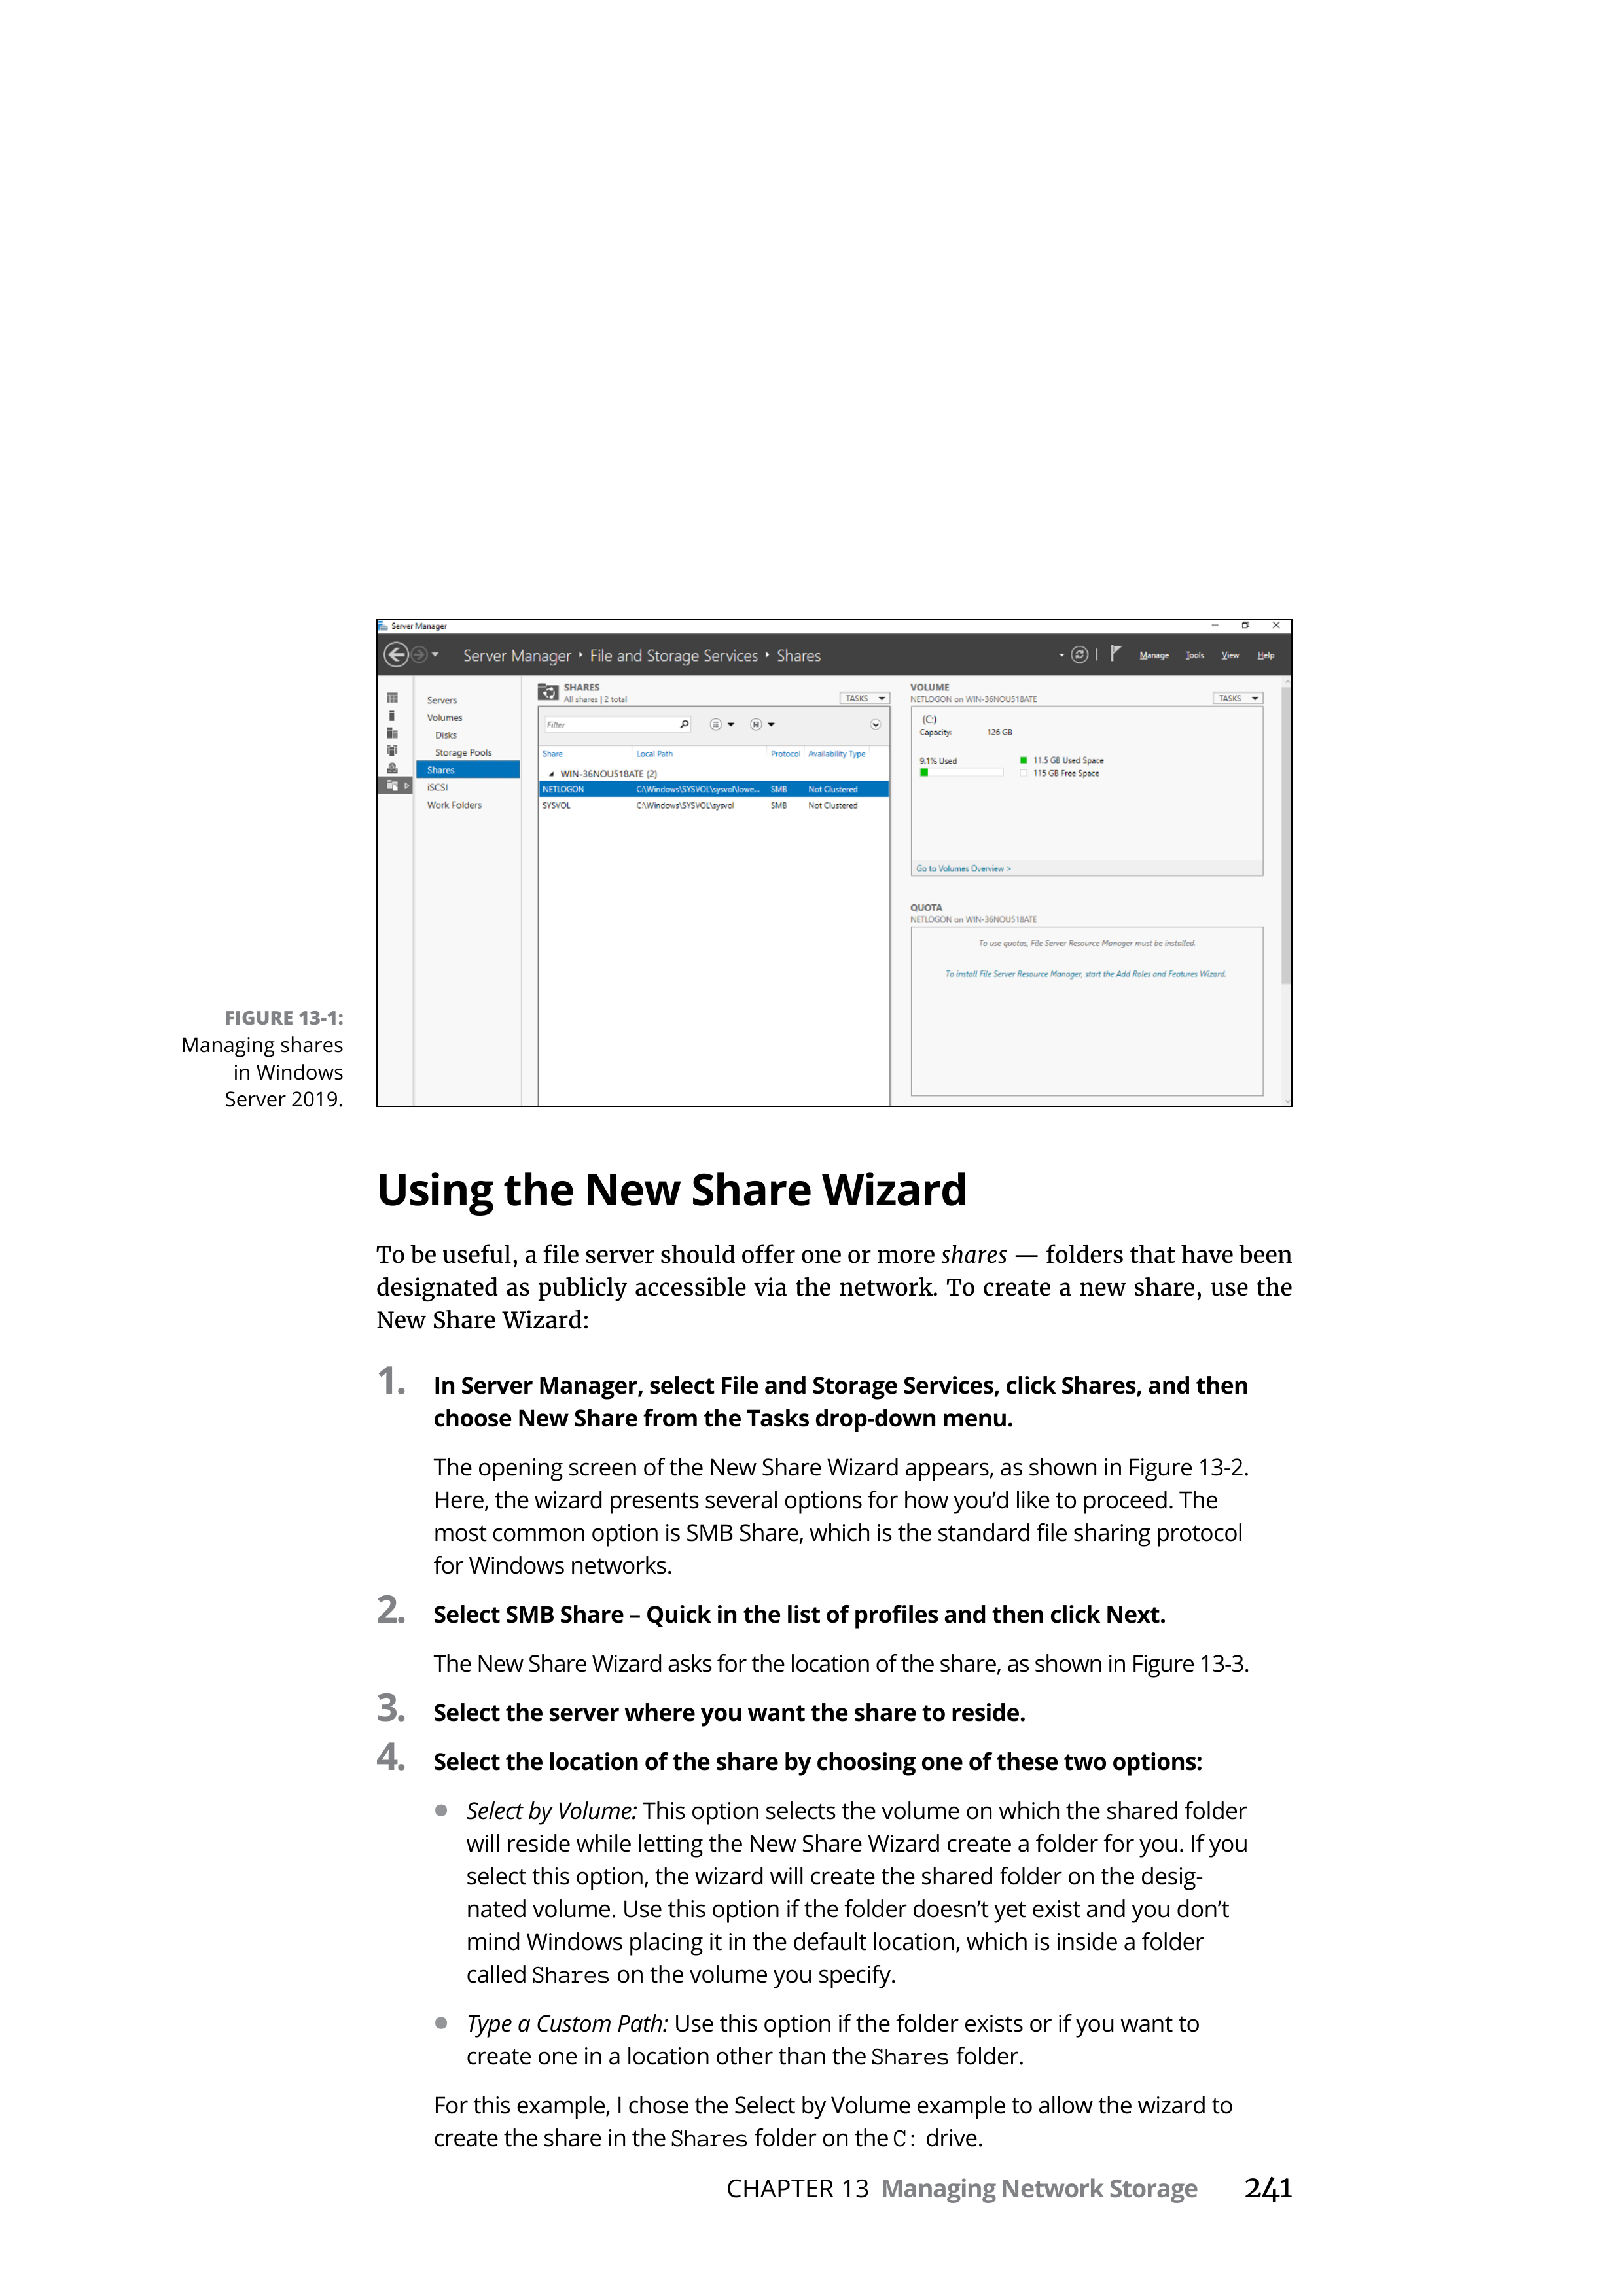 Server Manager
Server Manager ‣ File and Storage Services ‣ Shares
Manage Tools View Help
Servers
Volumes
Disks
Storage Pools
Shares
iSCSI
Work Folders
SHARES
All shares | 2 total
TASKS
Filter
Share Local Path Protocol Availability Type
WIN-36NOU518ATE (2)
NETLOGON C:\Windows\SYSVOL\sysvol\lowe... SMB Not Clustered
SYSVOL C:\Windows\SYSVOL\sysvol SMB Not Clustered
VOLUME
NETLOGON on WIN-36NOU518ATE
TASKS
(C:)
Capacity: 126 GB
9.1% Used
11.5 GB Used Space
115 GB Free Space
Go to Volumes Overview >
QUOTA
NETLOGON on WIN-36NOU518ATE
To use quotas, File Server Resource Manager must be installed.
To install File Server Resource Manager, start the Add Roles and Features Wizard.
FIGURE 13-1:
Managing shares
in Windows
Server 2019.
Using the New Share Wizard
To be useful, a file server should offer one or more shares — folders that have been
designated as publicly accessible via the network. To create a new share, use the
New Share Wizard:
1. In Server Manager, select File and Storage Services, click Shares, and then
choose New Share from the Tasks drop-down menu.
The opening screen of the New Share Wizard appears, as shown in Figure 13-2.
Here, the wizard presents several options for how you’d like to proceed. The
most common option is SMB Share, which is the standard file sharing protocol
for Windows networks.
2. Select SMB Share – Quick in the list of profiles and then click Next.
The New Share Wizard asks for the location of the share, as shown in Figure 13-3.
3. Select the server where you want the share to reside.
4. Select the location of the share by choosing one of these two options:
• Select by Volume: This option selects the volume on which the shared folder
will reside while letting the New Share Wizard create a folder for you. If you
select this option, the wizard will create the shared folder on the desig-
nated volume. Use this option if the folder doesn’t yet exist and you don’t
mind Windows placing it in the default location, which is inside a folder
called Shares on the volume you specify.
• Type a Custom Path: Use this option if the folder exists or if you want to
create one in a location other than the Shares folder.
For this example, I chose the Select by Volume example to allow the wizard to
create the share in the Shares folder on the C: drive.
CHAPTER 13 Managing Network Storage 241